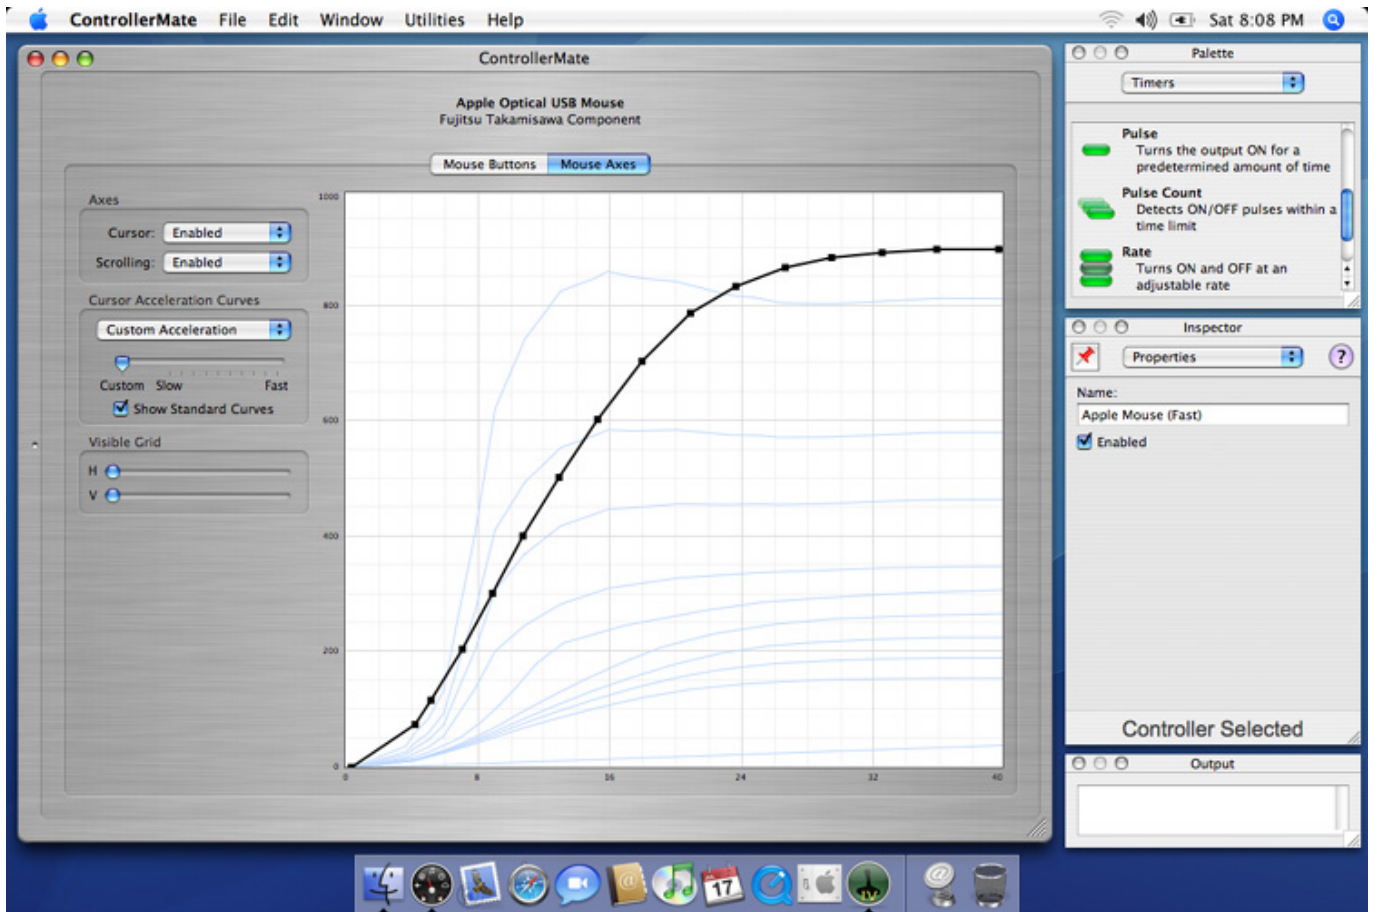 ControllerMate File Edit Window Utilities Help Sat 8:08 PM
ControllerMate
Apple Optical USB Mouse
Fujitsu Takamisawa Component
Mouse Buttons Mouse Axes
Axes
Cursor: Enabled
Scrolling: Enabled
Cursor Acceleration Curves
Custom Acceleration
Custom Slow Fast
Show Standard Curves
Visible Grid
H
V
1000
800
600
400
200
0
0 8 16 24 32 40
Palette
Timers
Pulse
Turns the output ON for a
predetermined amount of time
Pulse Count
Detects ON/OFF pulses within a
time limit
Rate
Turns ON and OFF at an
adjustable rate
Inspector
Properties ?
Name:
Apple Mouse (Fast)
Enabled
Controller Selected
Output
@ 17 @